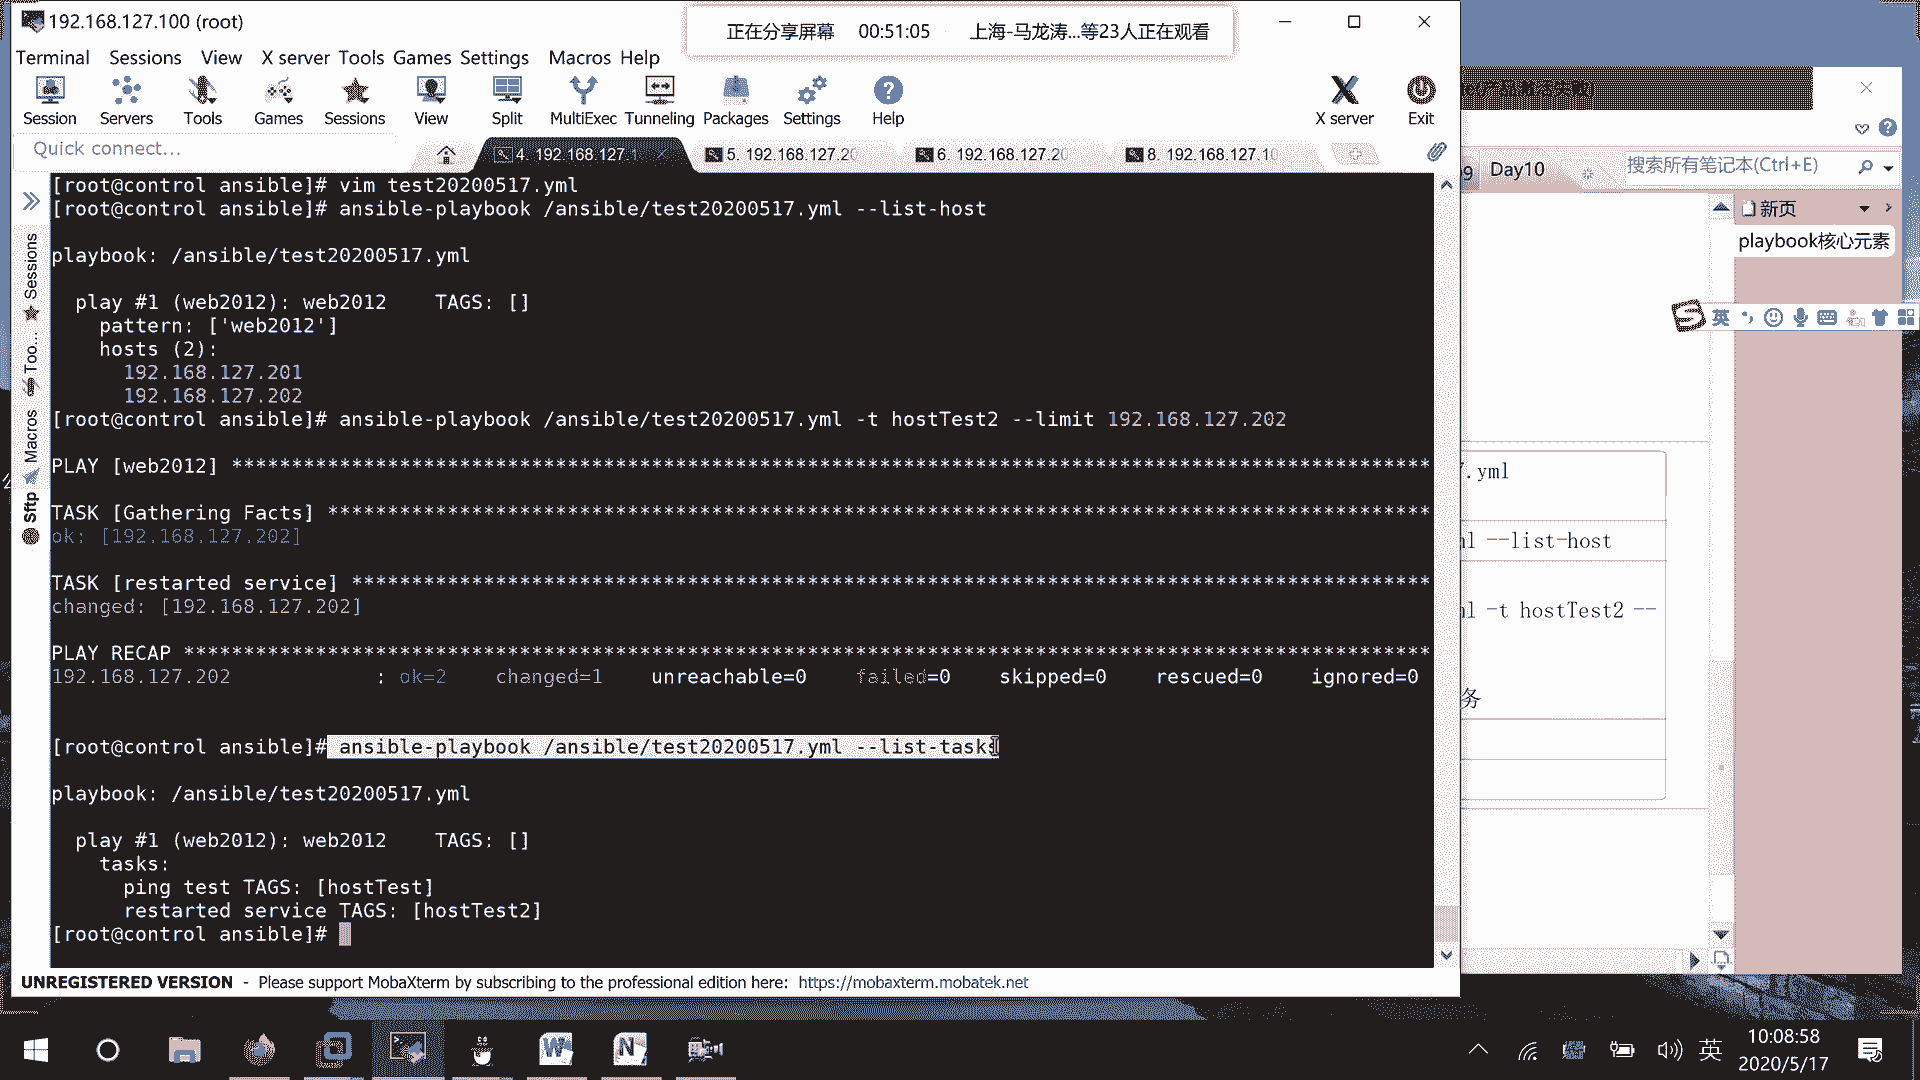 192.168.127.100 (root)
正在分享屏幕 00:51:05 上海-马龙涛...等23人正在观看
Terminal Sessions View X server Tools Games Settings Macros Help
Session Servers Tools Games Sessions View Split MultiExec Tunneling Packages Settings Help X server Exit
Quick connect...
4. 192.168.127.1
5. 192.168.127.20
6. 192.168.127.20
8. 192.168.127.10
[root@control ansible]# vim test20200517.yml
[root@control ansible]# ansible-playbook /ansible/test20200517.yml --list-host
playbook: /ansible/test20200517.yml
play #1 (web2012): web2012 TAGS: []
pattern: ['web2012']
hosts (2):
192.168.127.201
192.168.127.202
[root@control ansible]# ansible-playbook /ansible/test20200517.yml -t hostTest2 --limit 192.168.127.202
PLAY [web2012] ****************************************************************************************************
TASK [Gathering Facts] ********************************************************************************************
ok: [192.168.127.202]
TASK [restarted service] ******************************************************************************************
changed: [192.168.127.202]
PLAY RECAP ********************************************************************************************************
192.168.127.202 : ok=2 changed=1 unreachable=0 failed=0 skipped=0 rescued=0 ignored=0
[root@control ansible]# ansible-playbook /ansible/test20200517.yml --list-tasks
playbook: /ansible/test20200517.yml
play #1 (web2012): web2012 TAGS: []
tasks:
ping test TAGS: [hostTest]
restarted service TAGS: [hostTest2]
[root@control ansible]#
Sessions
Too...
Macros
Sftp
UNREGISTERED VERSION - Please support MobaXterm by subscribing to the professional edition here: https://mobaxterm.mobatek.net
9 Day10
搜索所有笔记本(Ctrl+E)
新页
playbook核心元素
英
7.yml
ml --list-host
ml -t hostTest2 --
务
英
10:08:58
2020/5/17